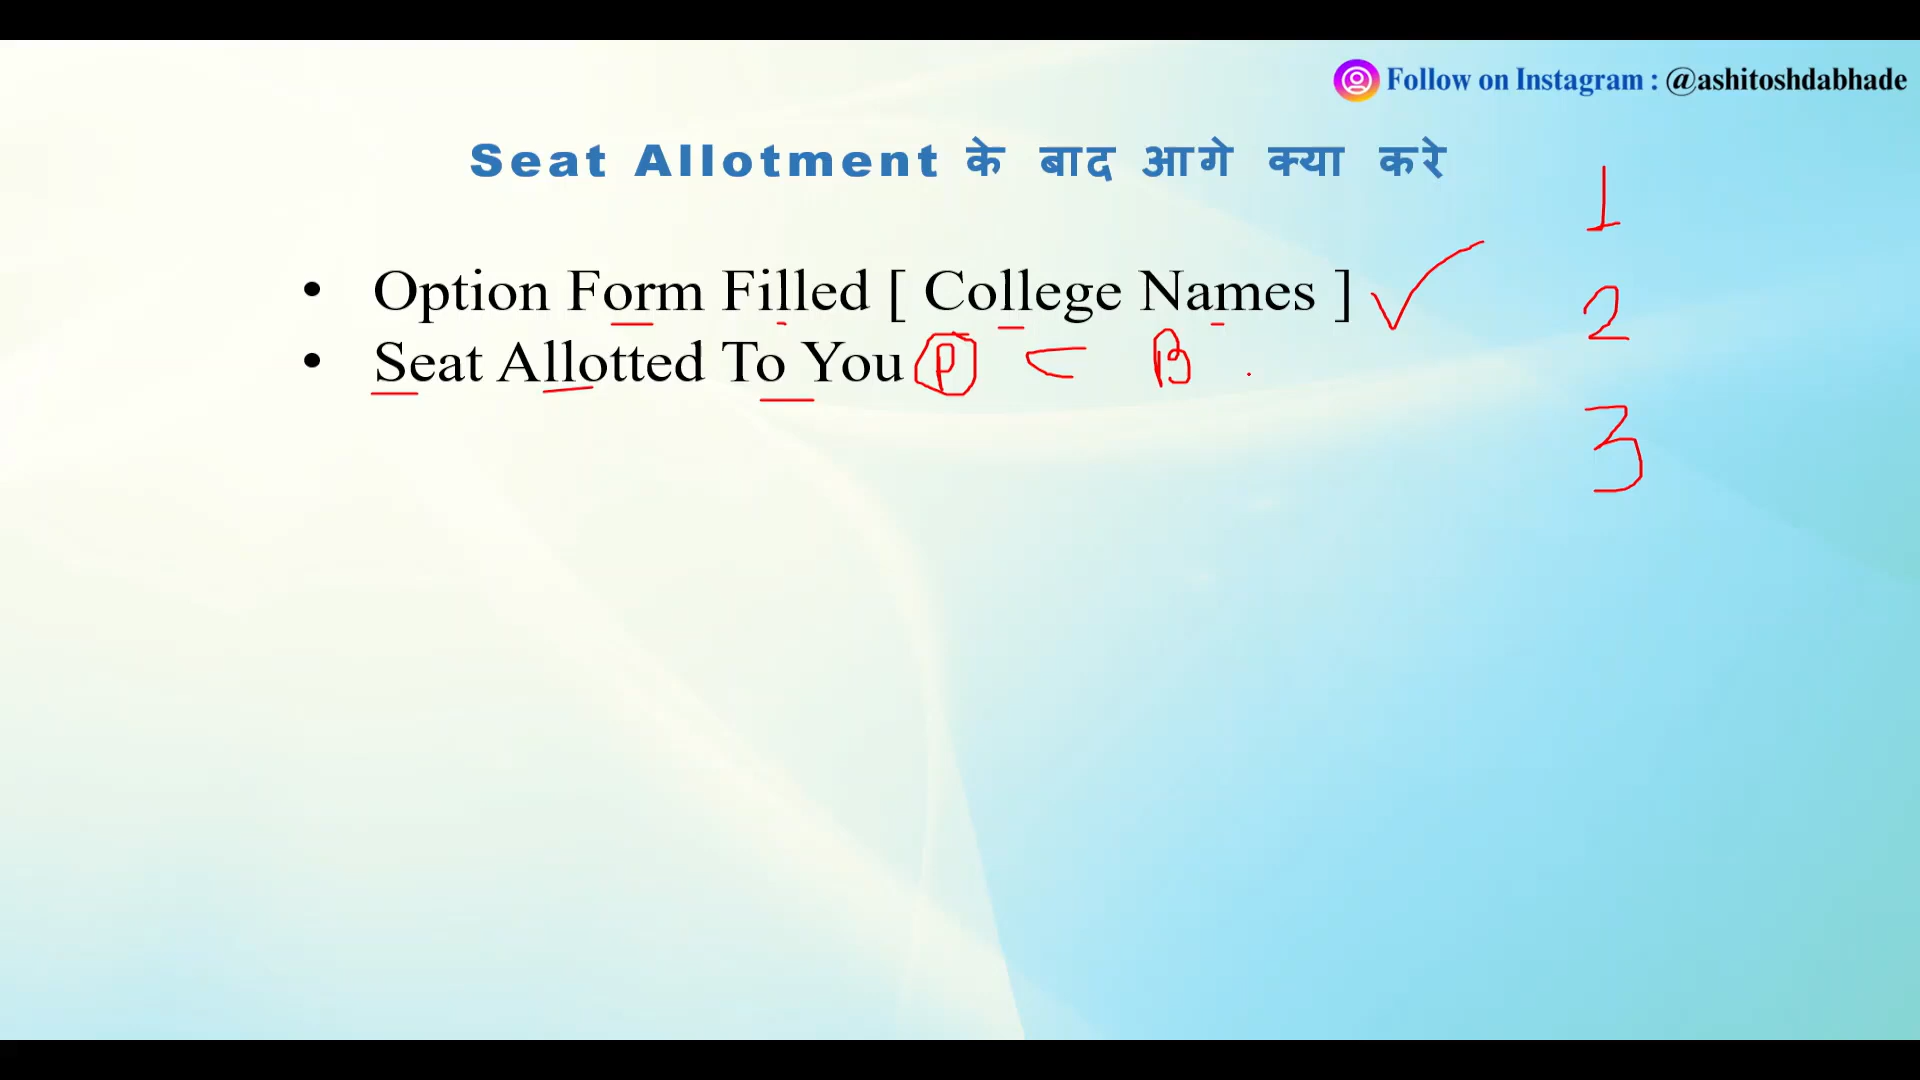 Follow on Instagram : @ashitoshdabhade
Seat Allotment के बाद आगे क्या करे
1
• Option Form Filled [ College Names ]
2
• Seat Allotted To You P B
3